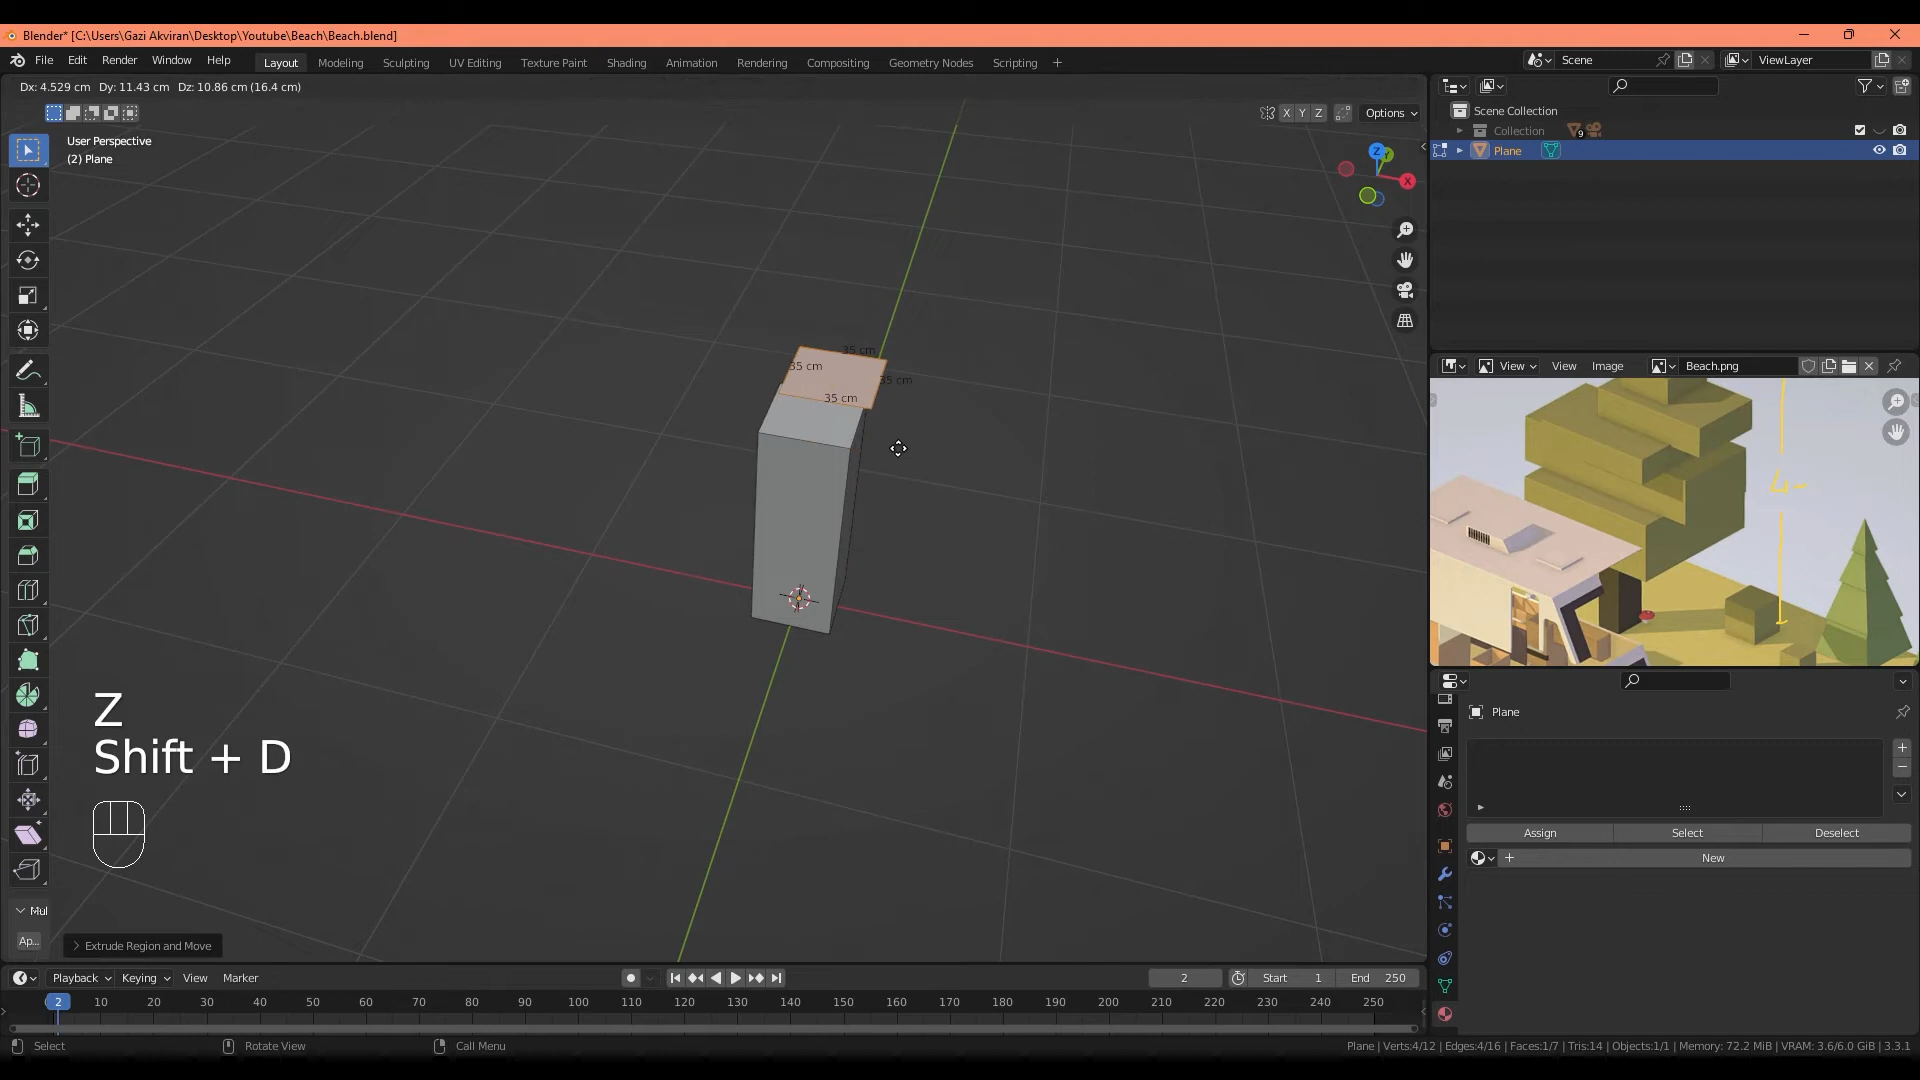 Blender* [C:\Users\Gazi Akviran\Desktop\Youtube\Beach\Beach.blend]
File Edit Render Window Help Layout Modeling Sculpting UV Editing Texture Paint Shading Animation Rendering Compositing Geometry Nodes Scripting + Scene ViewLayer
Dx: 4.529 cm Dy: 11.43 cm Dz: 10.86 cm (16.4 cm)
X Y Z Options
Scene Collection
Collection 9
Plane
User Perspective
(2) Plane
Z Y
X
35 cm
35 cm
35 cm
35 cm
View View Image Beach.png
4-
Z
Shift + D
Plane
Assign Select Deselect
+ New
Mul
Ap...
Extrude Region and Move
Playback Keying View Marker 2 Start 1 End 250
2 10 20 30 40 50 60 70 80 90 100 110 120 130 140 150 160 170 180 190 200 210 220 230 240 250
Select Rotate View Call Menu Plane | Verts:4/12 | Edges:4/16 | Faces:1/7 | Tris:14 | Objects:1/1 | Memory: 72.2 MiB | VRAM: 3.6/6.0 GiB | 3.3.1